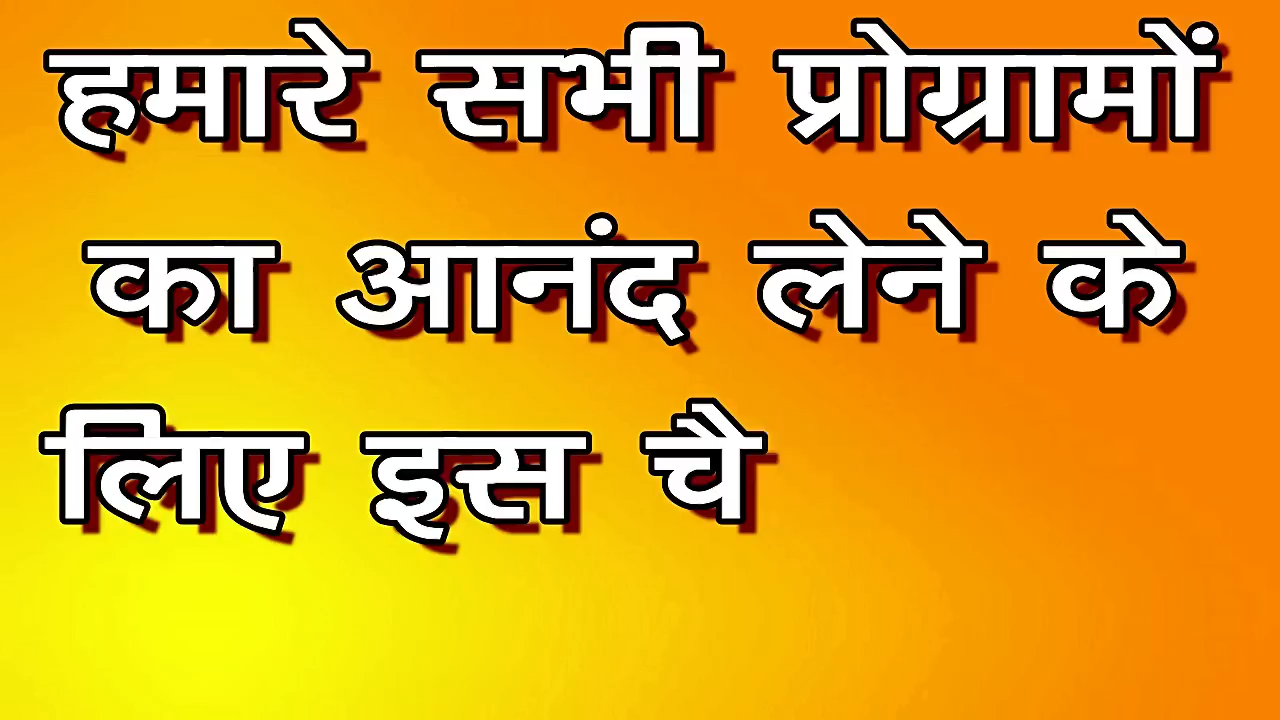 हमारे सभी प्रोग्रामों
का आनंद लेने के
लिए इस चै